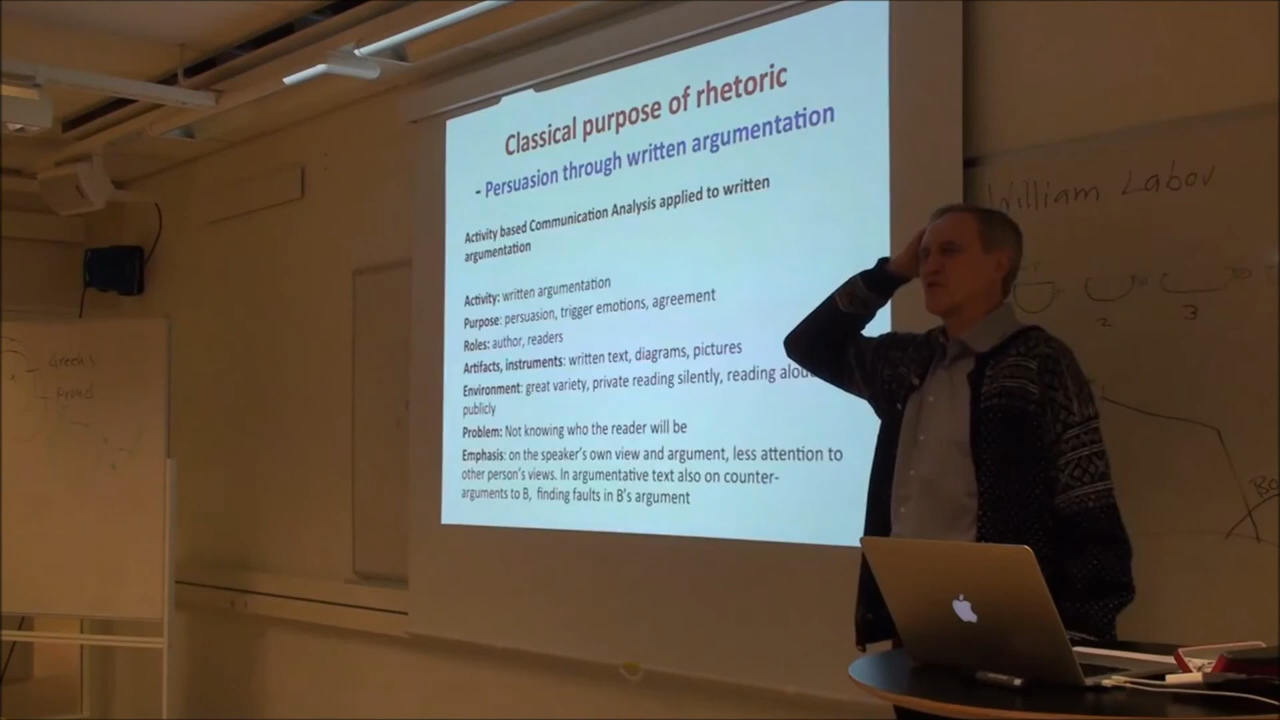 Classical purpose of rhetoric
- Persuasion through written argumentation
Activity based Communication Analysis applied to written
argumentation
Activity: written argumentation
Purpose: persuasion, trigger emotions, agreement
Roles: author, readers
Artifacts, instruments: written text, diagrams, pictures
Environment: great variety, private reading silently, reading
publicly
Problem: Not knowing who the reader will be
Emphasis: on the speaker's own view and argument, less attention to
other person's views. In argumentative text also on counter-
arguments to B, finding faults in B's argument
William Labov
2
3
Greeks